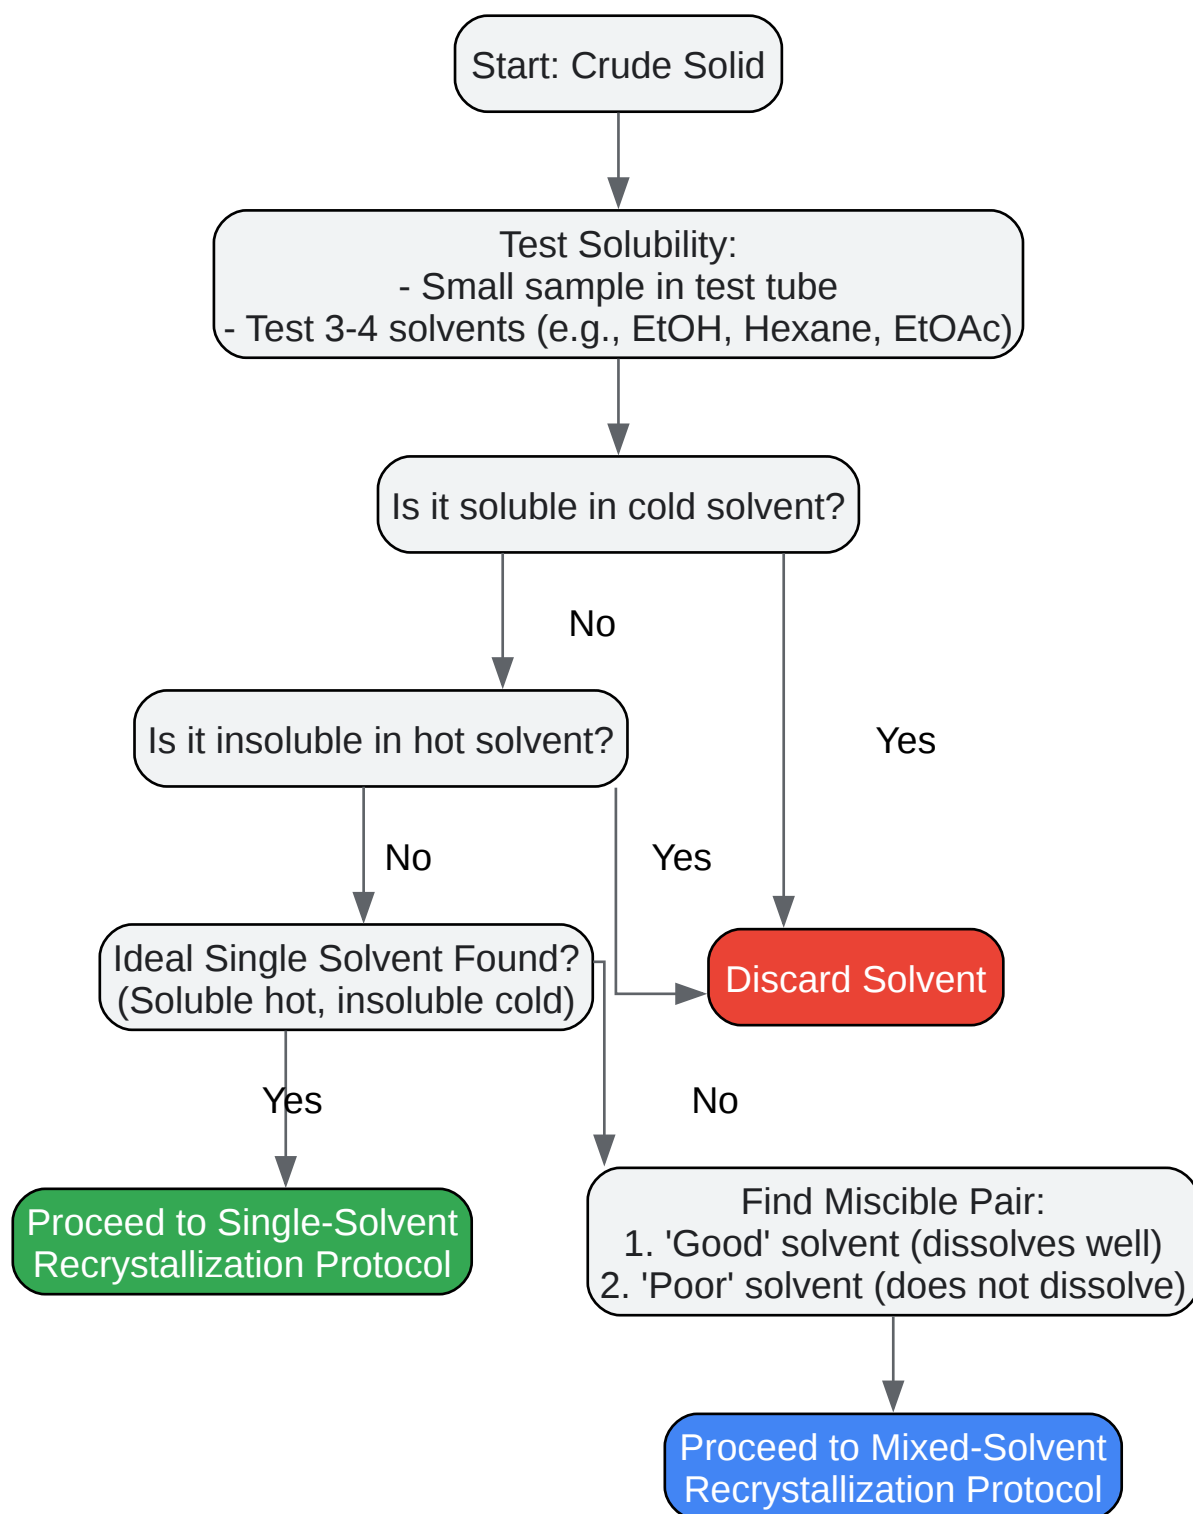 Start: Crude Solid
Test Solubility:
- Small sample in test tube
- Test 3-4 solvents (e.g., EtOH, Hexane, EtOAc)
Is it soluble in cold solvent?
No
Is it insoluble in hot solvent?
Yes
No
Yes
Ideal Single Solvent Found?
(Soluble hot, insoluble cold)
Discard Solvent
Yes
No
Proceed to Single-Solvent
Recrystallization Protocol
Find Miscible Pair:
1. 'Good' solvent (dissolves well)
2. 'Poor' solvent (does not dissolve)
Proceed to Mixed-Solvent
Recrystallization Protocol